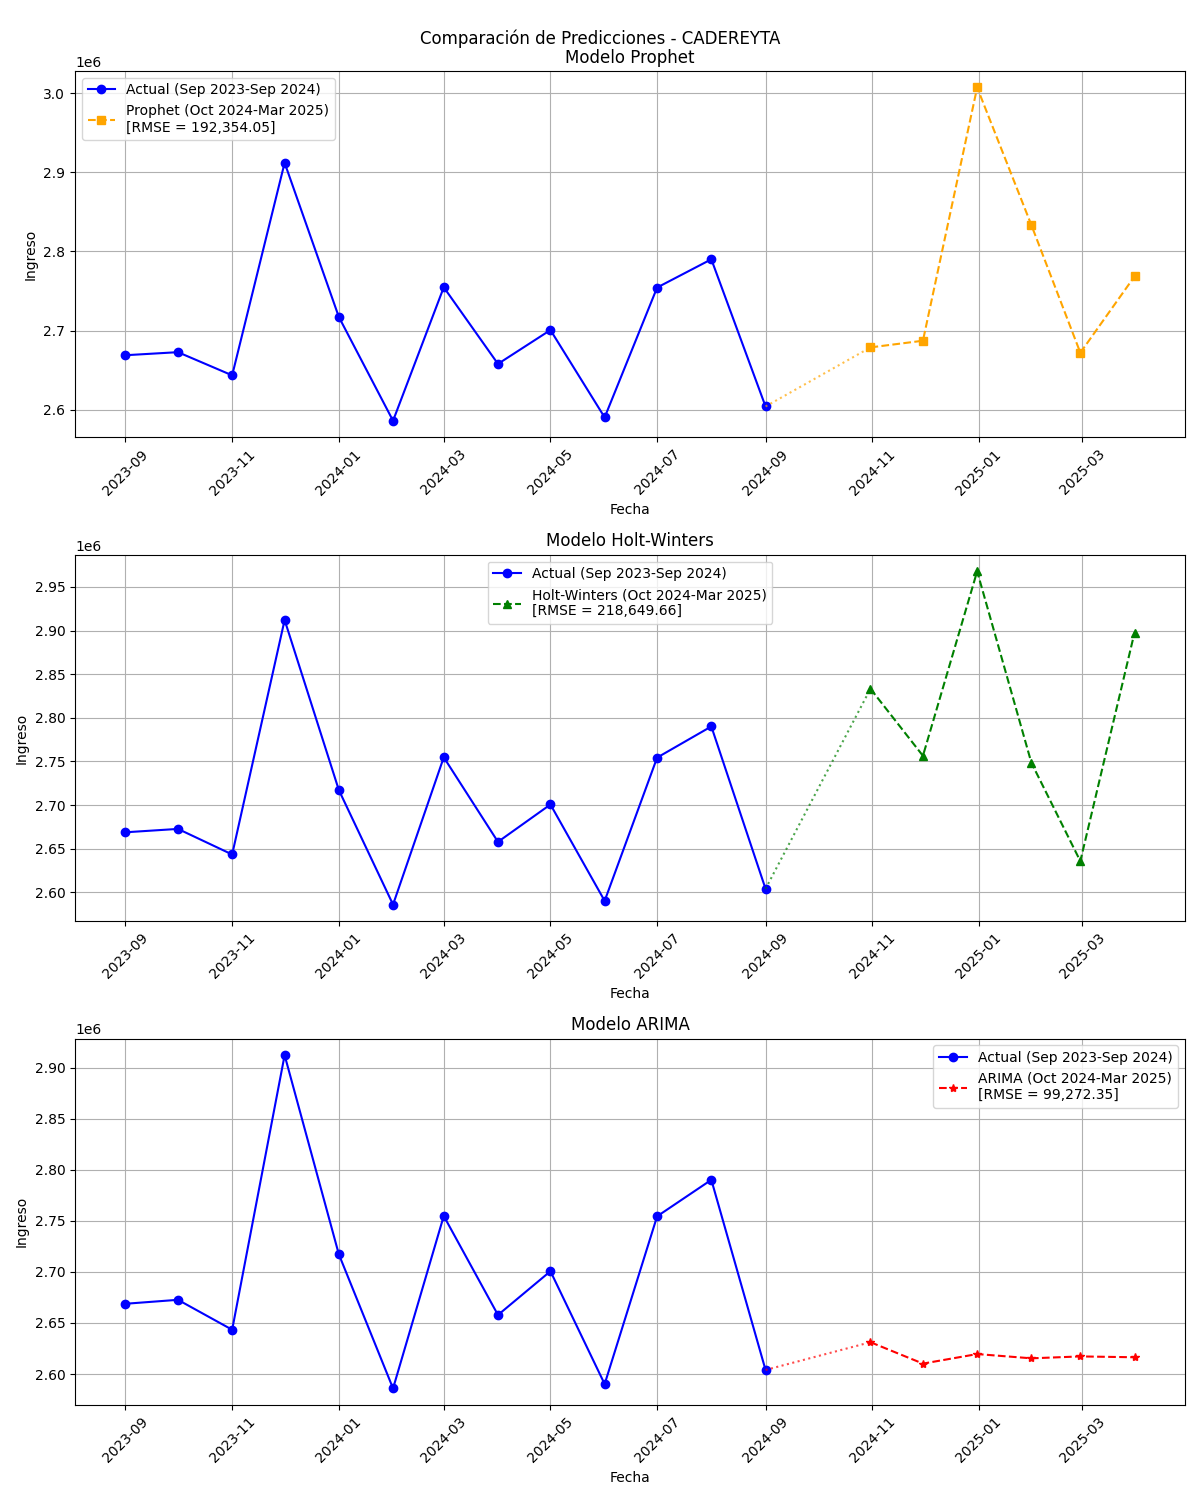 Comparación de Predicciones - CADEREYTA
Modelo Prophet
1e6
Actual (Sep 2023-Sep 2024)
Prophet (Oct 2024-Mar 2025)
[RMSE = 192,354.05]
3.0
2.9
2.8
2.7
2.6
Ingreso
2023-09
2023-11
2024-01
2024-03
2024-05
2024-07
2024-09
2024-11
2025-01
2025-03
Fecha
Modelo Holt-Winters
1e6
Actual (Sep 2023-Sep 2024)
Holt-Winters (Oct 2024-Mar 2025)
[RMSE = 218,649.66]
2.95
2.90
2.85
2.80
2.75
2.70
2.65
2.60
Ingreso
2023-09
2023-11
2024-01
2024-03
2024-05
2024-07
2024-09
2024-11
2025-01
2025-03
Fecha
Modelo ARIMA
1e6
Actual (Sep 2023-Sep 2024)
ARIMA (Oct 2024-Mar 2025)
[RMSE = 99,272.35]
2.90
2.85
2.80
2.75
2.70
2.65
2.60
Ingreso
2023-09
2023-11
2024-01
2024-03
2024-05
2024-07
2024-09
2024-11
2025-01
2025-03
Fecha